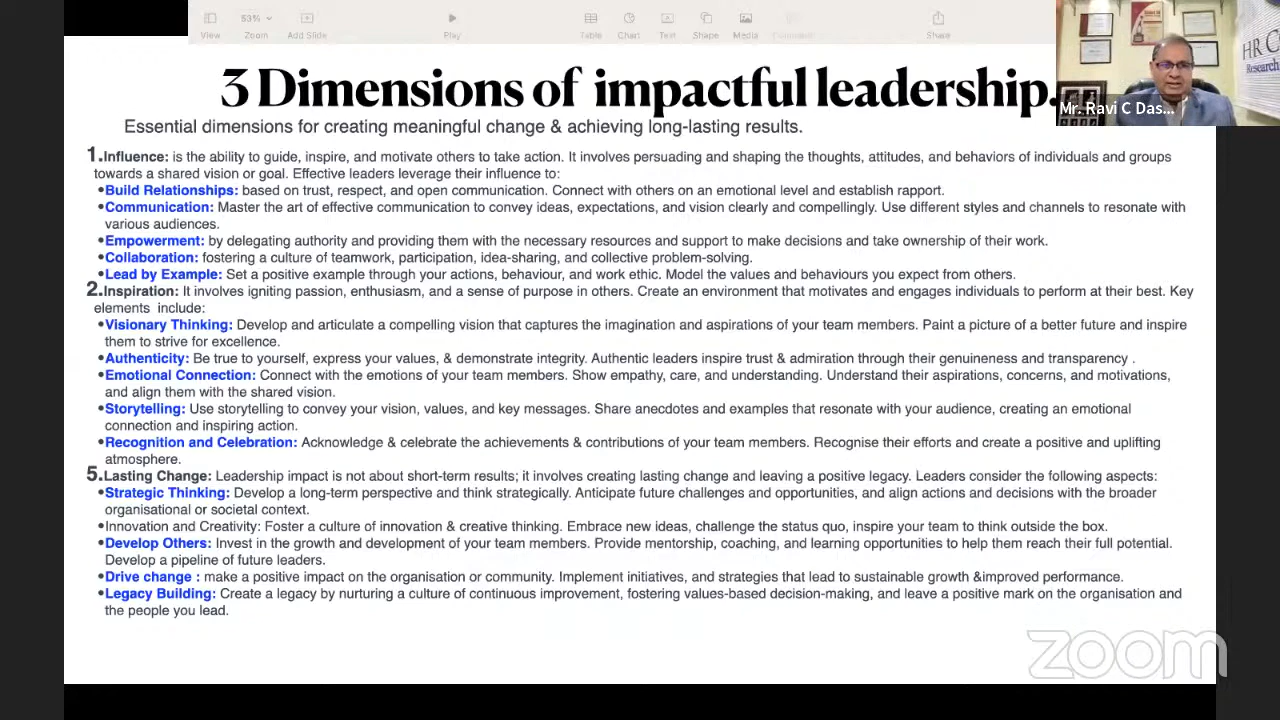 View
53%
Zoom
Add Slide
Play
Table
Chart
Text
Shape
Media
Comment
Share
HR C
Research
Mr. Ravi C Das...
3 Dimensions of impactful leadership.
Essential dimensions for creating meaningful change & achieving long-lasting results.
1.Influence: is the ability to guide, inspire, and motivate others to take action. It involves persuading and shaping the thoughts, attitudes, and behaviors of individuals and groups
towards a shared vision or goal. Effective leaders leverage their influence to:
•Build Relationships: based on trust, respect, and open communication. Connect with others on an emotional level and establish rapport.
•Communication: Master the art of effective communication to convey ideas, expectations, and vision clearly and compellingly. Use different styles and channels to resonate with
various audiences.
•Empowerment: by delegating authority and providing them with the necessary resources and support to make decisions and take ownership of their work.
•Collaboration: fostering a culture of teamwork, participation, idea-sharing, and collective problem-solving.
•Lead by Example: Set a positive example through your actions, behaviour, and work ethic. Model the values and behaviours you expect from others.
2.Inspiration: It involves igniting passion, enthusiasm, and a sense of purpose in others. Create an environment that motivates and engages individuals to perform at their best. Key
elements include:
•Visionary Thinking: Develop and articulate a compelling vision that captures the imagination and aspirations of your team members. Paint a picture of a better future and inspire
them to strive for excellence.
•Authenticity: Be true to yourself, express your values, & demonstrate integrity. Authentic leaders inspire trust & admiration through their genuineness and transparency .
•Emotional Connection: Connect with the emotions of your team members. Show empathy, care, and understanding. Understand their aspirations, concerns, and motivations,
and align them with the shared vision.
•Storytelling: Use storytelling to convey your vision, values, and key messages. Share anecdotes and examples that resonate with your audience, creating an emotional
connection and inspiring action.
•Recognition and Celebration: Acknowledge & celebrate the achievements & contributions of your team members. Recognise their efforts and create a positive and uplifting
atmosphere.
5.Lasting Change: Leadership impact is not about short-term results; it involves creating lasting change and leaving a positive legacy. Leaders consider the following aspects:
•Strategic Thinking: Develop a long-term perspective and think strategically. Anticipate future challenges and opportunities, and align actions and decisions with the broader
organisational or societal context.
•Innovation and Creativity: Foster a culture of innovation & creative thinking. Embrace new ideas, challenge the status quo, inspire your team to think outside the box.
•Develop Others: Invest in the growth and development of your team members. Provide mentorship, coaching, and learning opportunities to help them reach their full potential.
Develop a pipeline of future leaders.
•Drive change : make a positive impact on the organisation or community. Implement initiatives, and strategies that lead to sustainable growth &improved performance.
•Legacy Building: Create a legacy by nurturing a culture of continuous improvement, fostering values-based decision-making, and leave a positive mark on the organisation and
the people you lead.
zoom